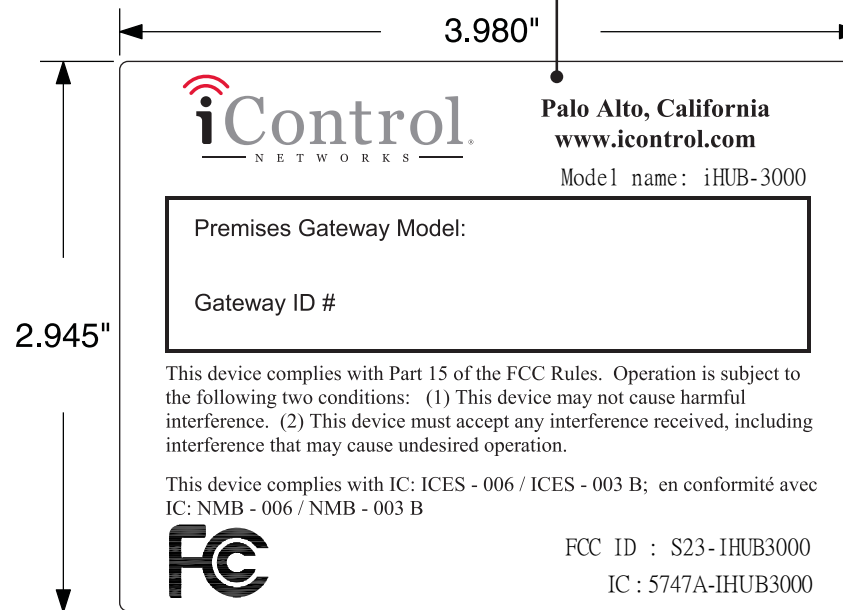 3.980"
iControl
NETWORKS
Palo Alto, California
www.icontrol.com
Model name: iHUB-3000
Premises Gateway Model:
Gateway ID #
2.945"
This device complies with Part 15 of the FCC Rules. Operation is subject to
the following two conditions: (1) This device may not cause harmful
interference. (2) This device must accept any interference received, including
interference that may cause undesired operation.
This device complies with IC: ICES - 006 / ICES - 003 B; en conformité avec
IC: NMB - 006 / NMB - 003 B
FC
FCC ID : S23-IHUB3000
IC : 5747A-IHUB3000